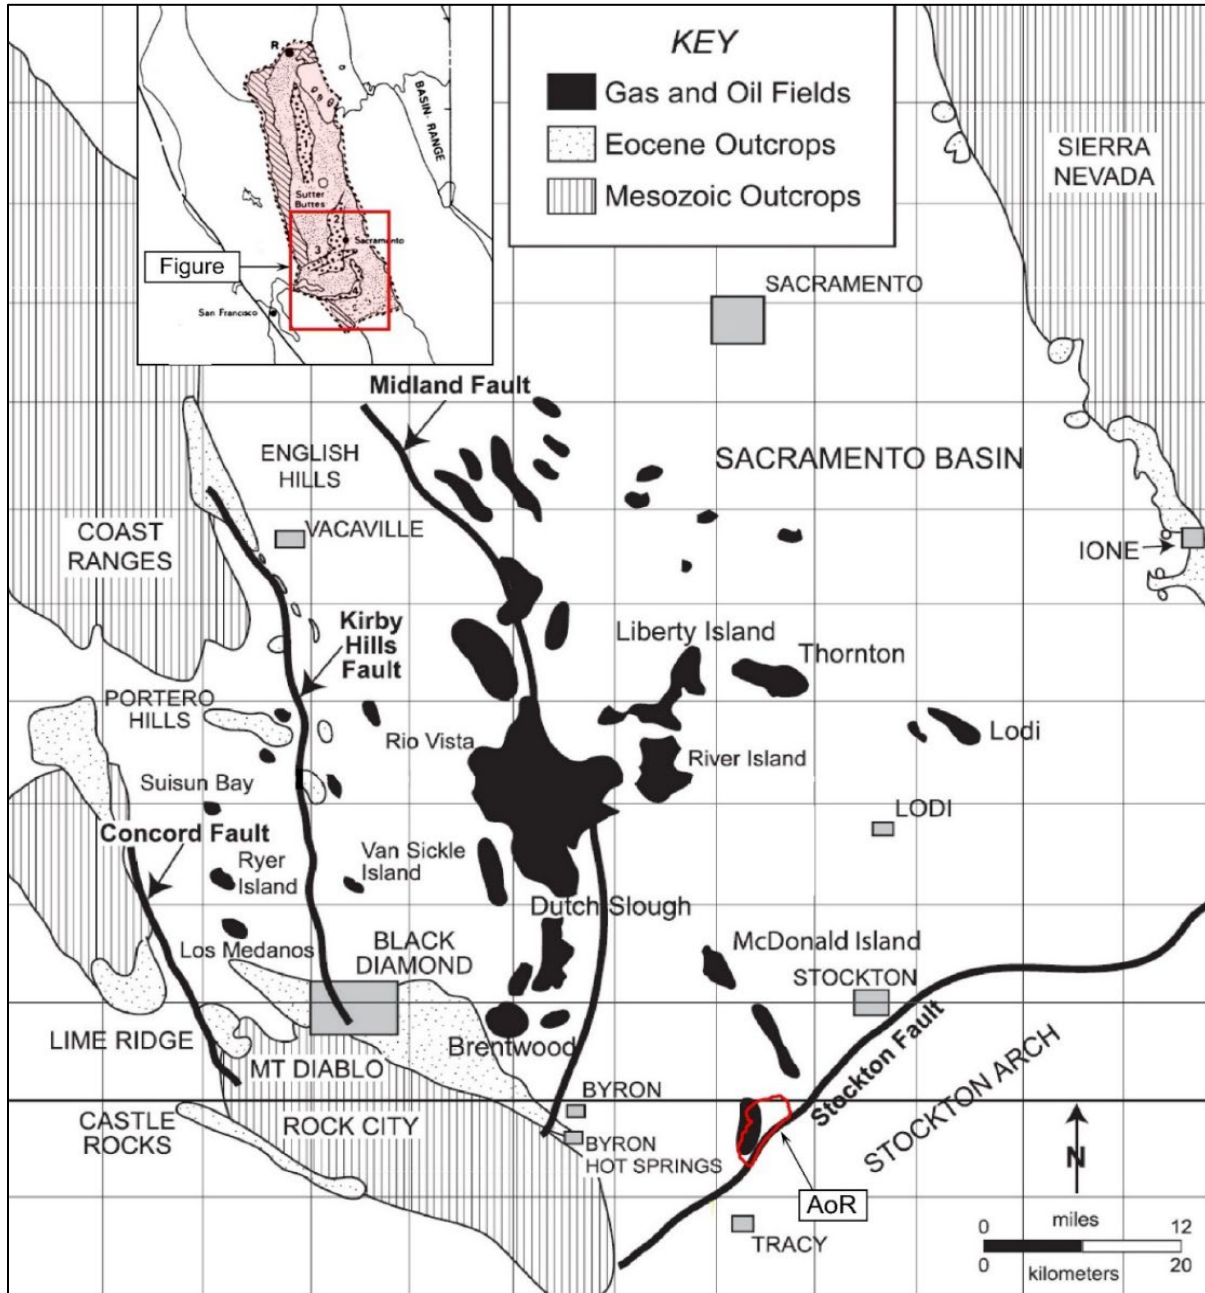 KEY
Gas and Oil Fields
Eocene Outcrops
Mesozoic Outcrops
R
BASIN-RANGE
1
Sutter
Buttes
2
Sacramento
3
4
Figure
San Francisco
SIERRA
NEVADA
SACRAMENTO
Midland Fault
ENGLISH
HILLS
SACRAMENTO BASIN
VACAVILLE
COAST
RANGES
IONE
Kirby
Hills
Fault
Liberty Island
Thornton
PORTERO
HILLS
Rio Vista
River Island
Lodi
Suisun Bay
LODI
Concord Fault
Ryer
Island
Van Sickle
Island
Dutch Slough
Los Medanos
BLACK
DIAMOND
McDonald Island
STOCKTON
LIME RIDGE
MT DIABLO
Brentwood
Stockton Fault
STOCKTON ARCH
CASTLE
ROCKS
ROCK CITY
BYRON
BYRON
HOT SPRINGS
N
AoR
TRACY
0 miles 12
0 kilometers 20